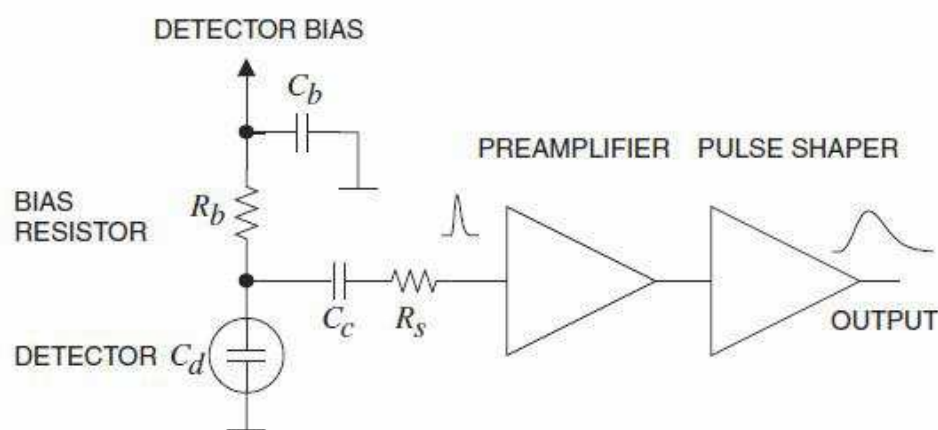 DETECTOR BIAS
C_b
PREAMPLIFIER PULSE SHAPER
BIAS
RESISTOR
R_b
C_c
R_s
OUTPUT
DETECTOR C_d